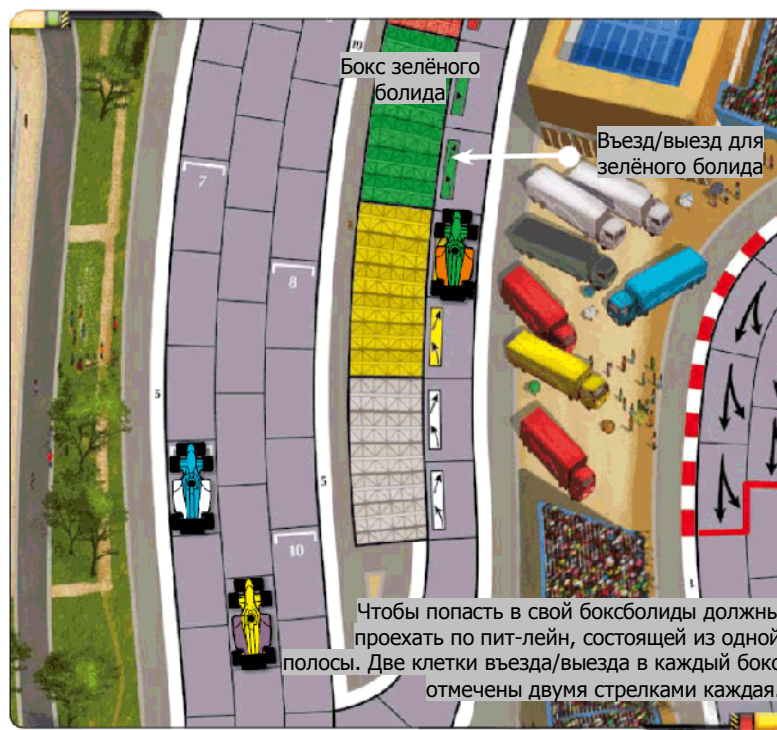 Бокс зелёного
болида
Въезд/выезд для
зелёного болида
7
8
5
5
10
1
Чтобы попасть в свой боксболиды должны
проехать по пит-лейн, состоящей из одной
полосы. Две клетки въезда/выезда в каждый бокс
отмечены двумя стрелками каждая.